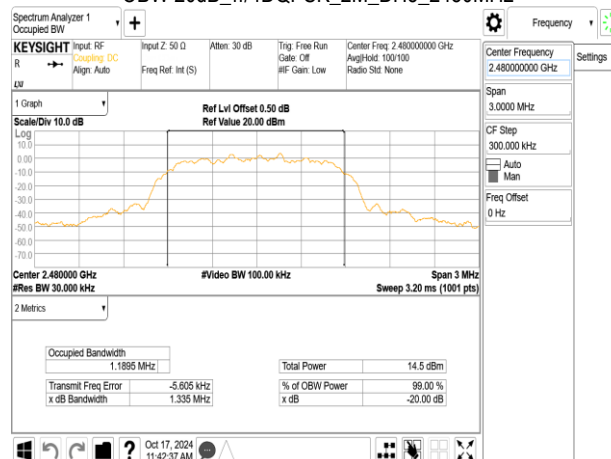 Spectrum Analyzer 1
Occupied BW
KEYSIGHT
R
Input: RF
Coupling: DC
Align: Auto
Input Z: 50 Ω
Freq Ref: Int (S)
Atten: 30 dB
Trig: Free Run
Gate: Off
#IF Gain: Low
Center Freq: 2.480000000 GHz
Avg|Hold: 100/100
Radio Std: None
LXI
1 Graph
Scale/Div 10.0 dB
Ref Lvl Offset 0.50 dB
Ref Value 20.00 dBm
Log
10.0
0.00
-10.0
-20.0
-30.0
-40.0
-50.0
-60.0
-70.0
Center 2.480000 GHz
#Res BW 30.000 kHz
#Video BW 100.00 kHz
Span 3 MHz
Sweep 3.20 ms (1001 pts)
2 Metrics
Occupied Bandwidth
1.1895 MHz
Transmit Freq Error -5.605 kHz
x dB Bandwidth 1.335 MHz
Total Power 14.5 dBm
% of OBW Power 99.00 %
x dB -20.00 dB
?
Oct 17, 2024
11:42:37 AM
Frequency
Settings
Center Frequency
2.480000000 GHz
Span
3.0000 MHz
CF Step
300.000 kHz
Auto
Man
Freq Offset
0 Hz